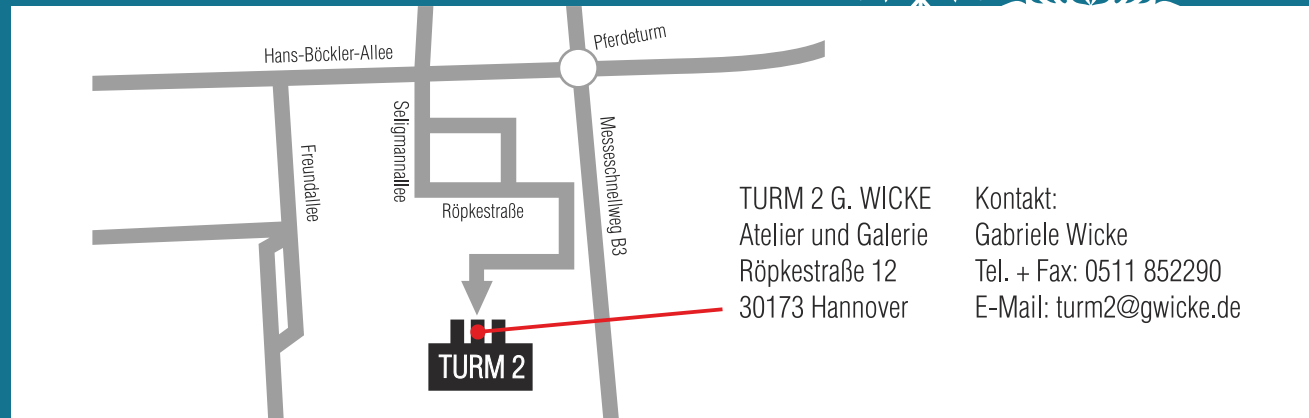 Pferdeturm
Hans-Böckler-Allee
Seligmannallee
Messeschnellweg B3
Freundallee
Röpkestraße
TURM 2
TURM 2 G. WICKE
Atelier und Galerie
Röpkestraße 12
30173 Hannover
Kontakt:
Gabriele Wicke
Tel. + Fax: 0511 852290
E-Mail: turm2@gwicke.de